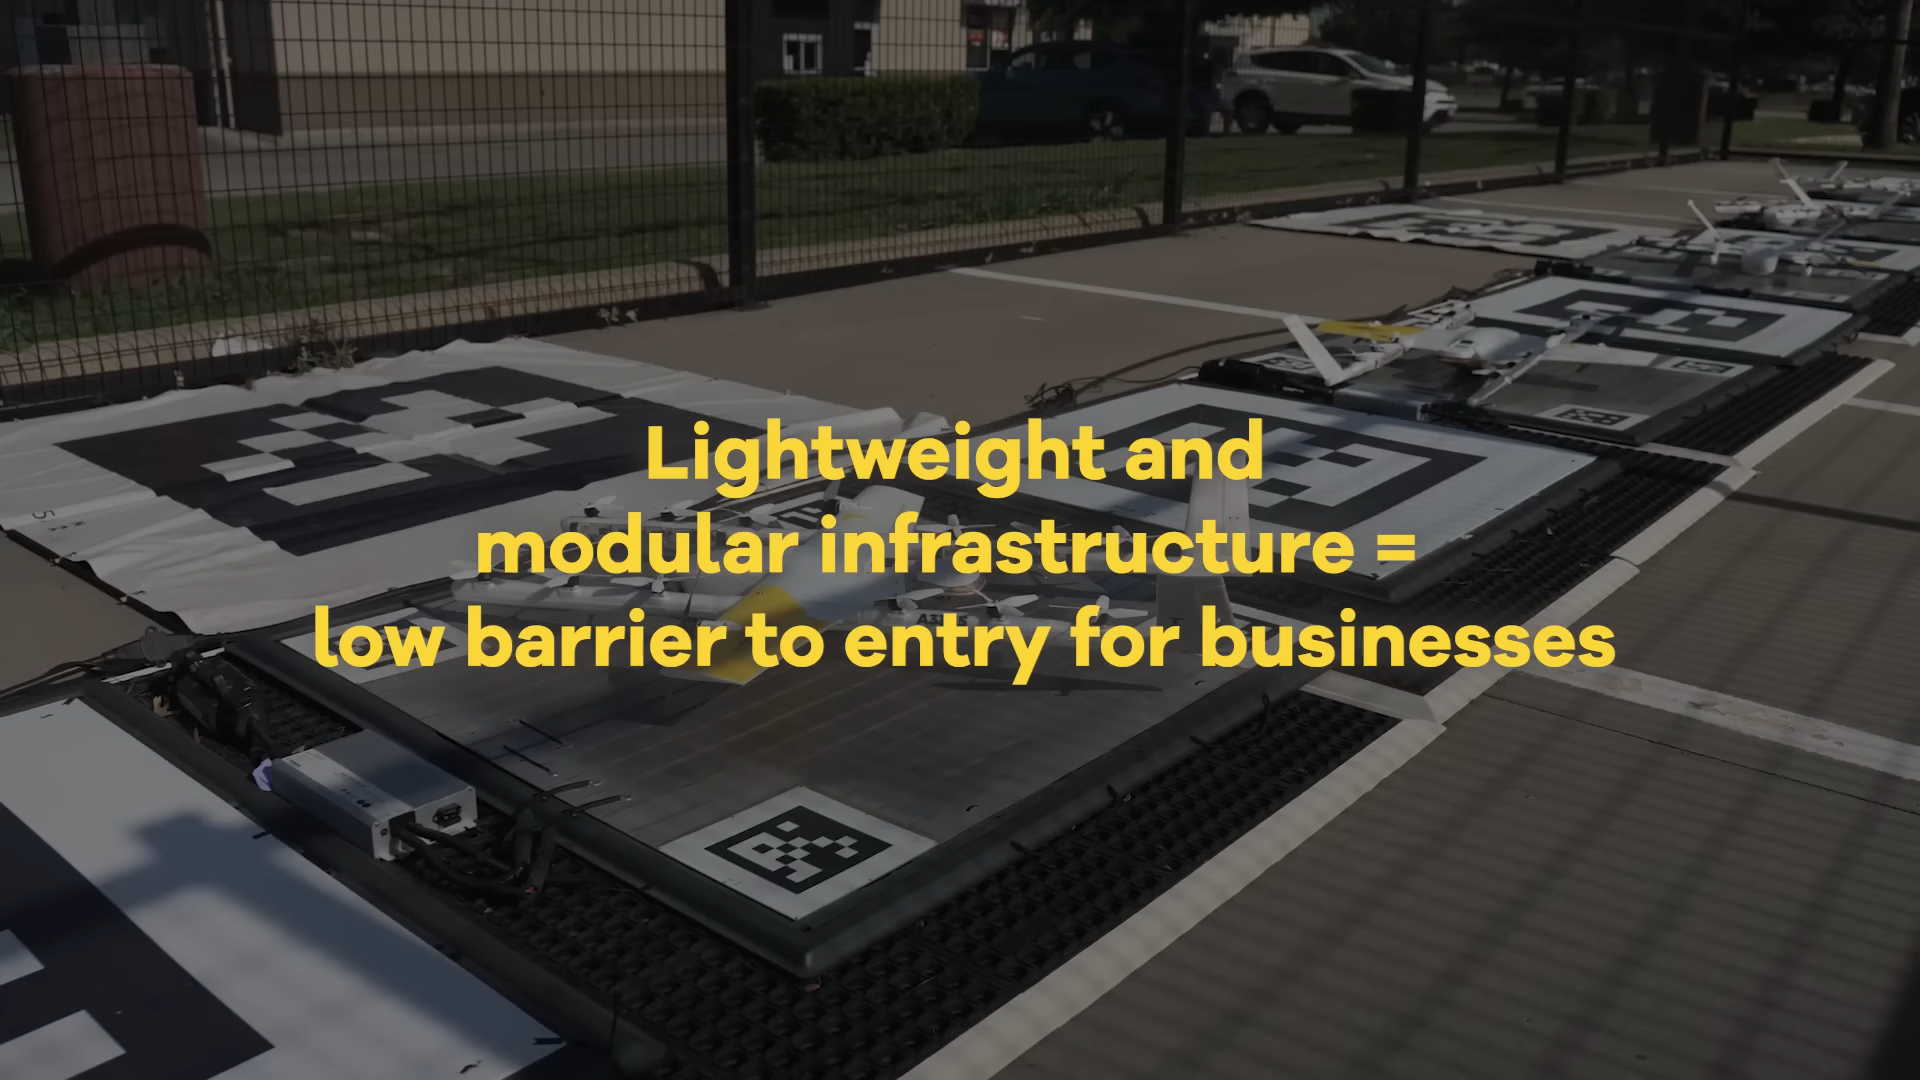 Lightweight and
modular infrastructure =
low barrier to entry for businesses